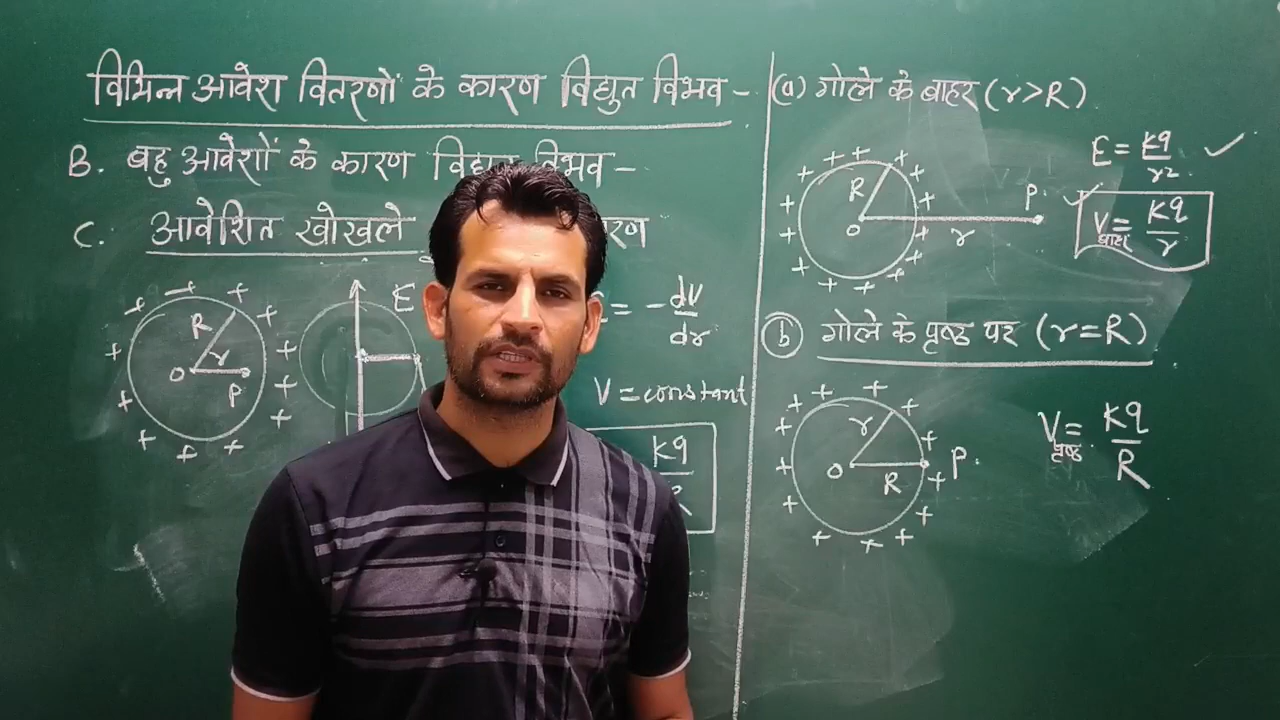 विभिन्न आवेश वितरणों के कारण विद्युत विभव -
B. बहु आवेशों के कारण विद्युत विभव -
C. आवेशित खोखले
+ + + + + + + + + + + +
R
r
O P
E
= - dV/dr
V = constant
Kq
(a) गोले के बाहर (r>R)
+ + + + + + + + + + + + + +
R
O r P.
E = Kq/r2 ✓
V बाहर = Kq/r
(b) गोले के पृष्ठ पर (r=R)
+ + + + + + + + + + + +
r
O R P.
V पृष्ठ = Kq/R